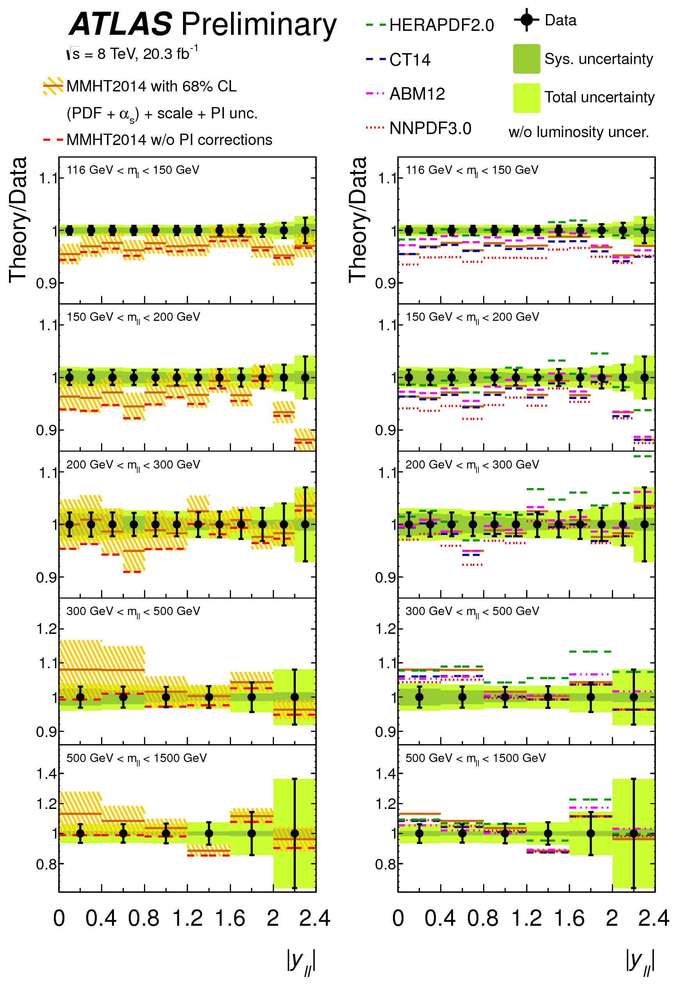 ATLAS Preliminary
√s = 8 TeV, 20.3 fb-1
MMHT2014 with 68% CL
(PDF + αs) + scale + PI unc.
MMHT2014 w/o PI corrections
HERAPDF2.0
CT14
ABM12
NNPDF3.0
Data
Sys. uncertainty
Total uncertainty
w/o luminosity uncer.
Theory/Data
116 GeV < mll < 150 GeV
1.1
1
0.9
150 GeV < mll < 200 GeV
1.1
1
0.9
200 GeV < mll < 300 GeV
1.1
1
0.9
300 GeV < mll < 500 GeV
1.2
1.1
1
0.9
500 GeV < mll < 1500 GeV
1.4
1.2
1
0.8
0 0.4 0.8 1.2 1.6 2 2.4
|yll|
Theory/Data
116 GeV < mll < 150 GeV
1.1
1
0.9
150 GeV < mll < 200 GeV
1.1
1
0.9
200 GeV < mll < 300 GeV
1.1
1
0.9
300 GeV < mll < 500 GeV
1.2
1.1
1
0.9
500 GeV < mll < 1500 GeV
1.4
1.2
1
0.8
0 0.4 0.8 1.2 1.6 2 2.4
|yll|